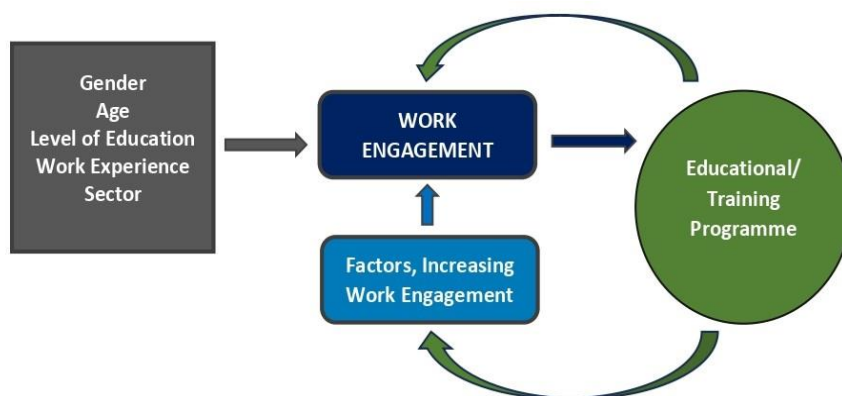 Gender
Age
Level of Education
Work Experience
Sector
WORK
ENGAGEMENT
Educational/
Training
Programme
Factors, Increasing
Work Engagement